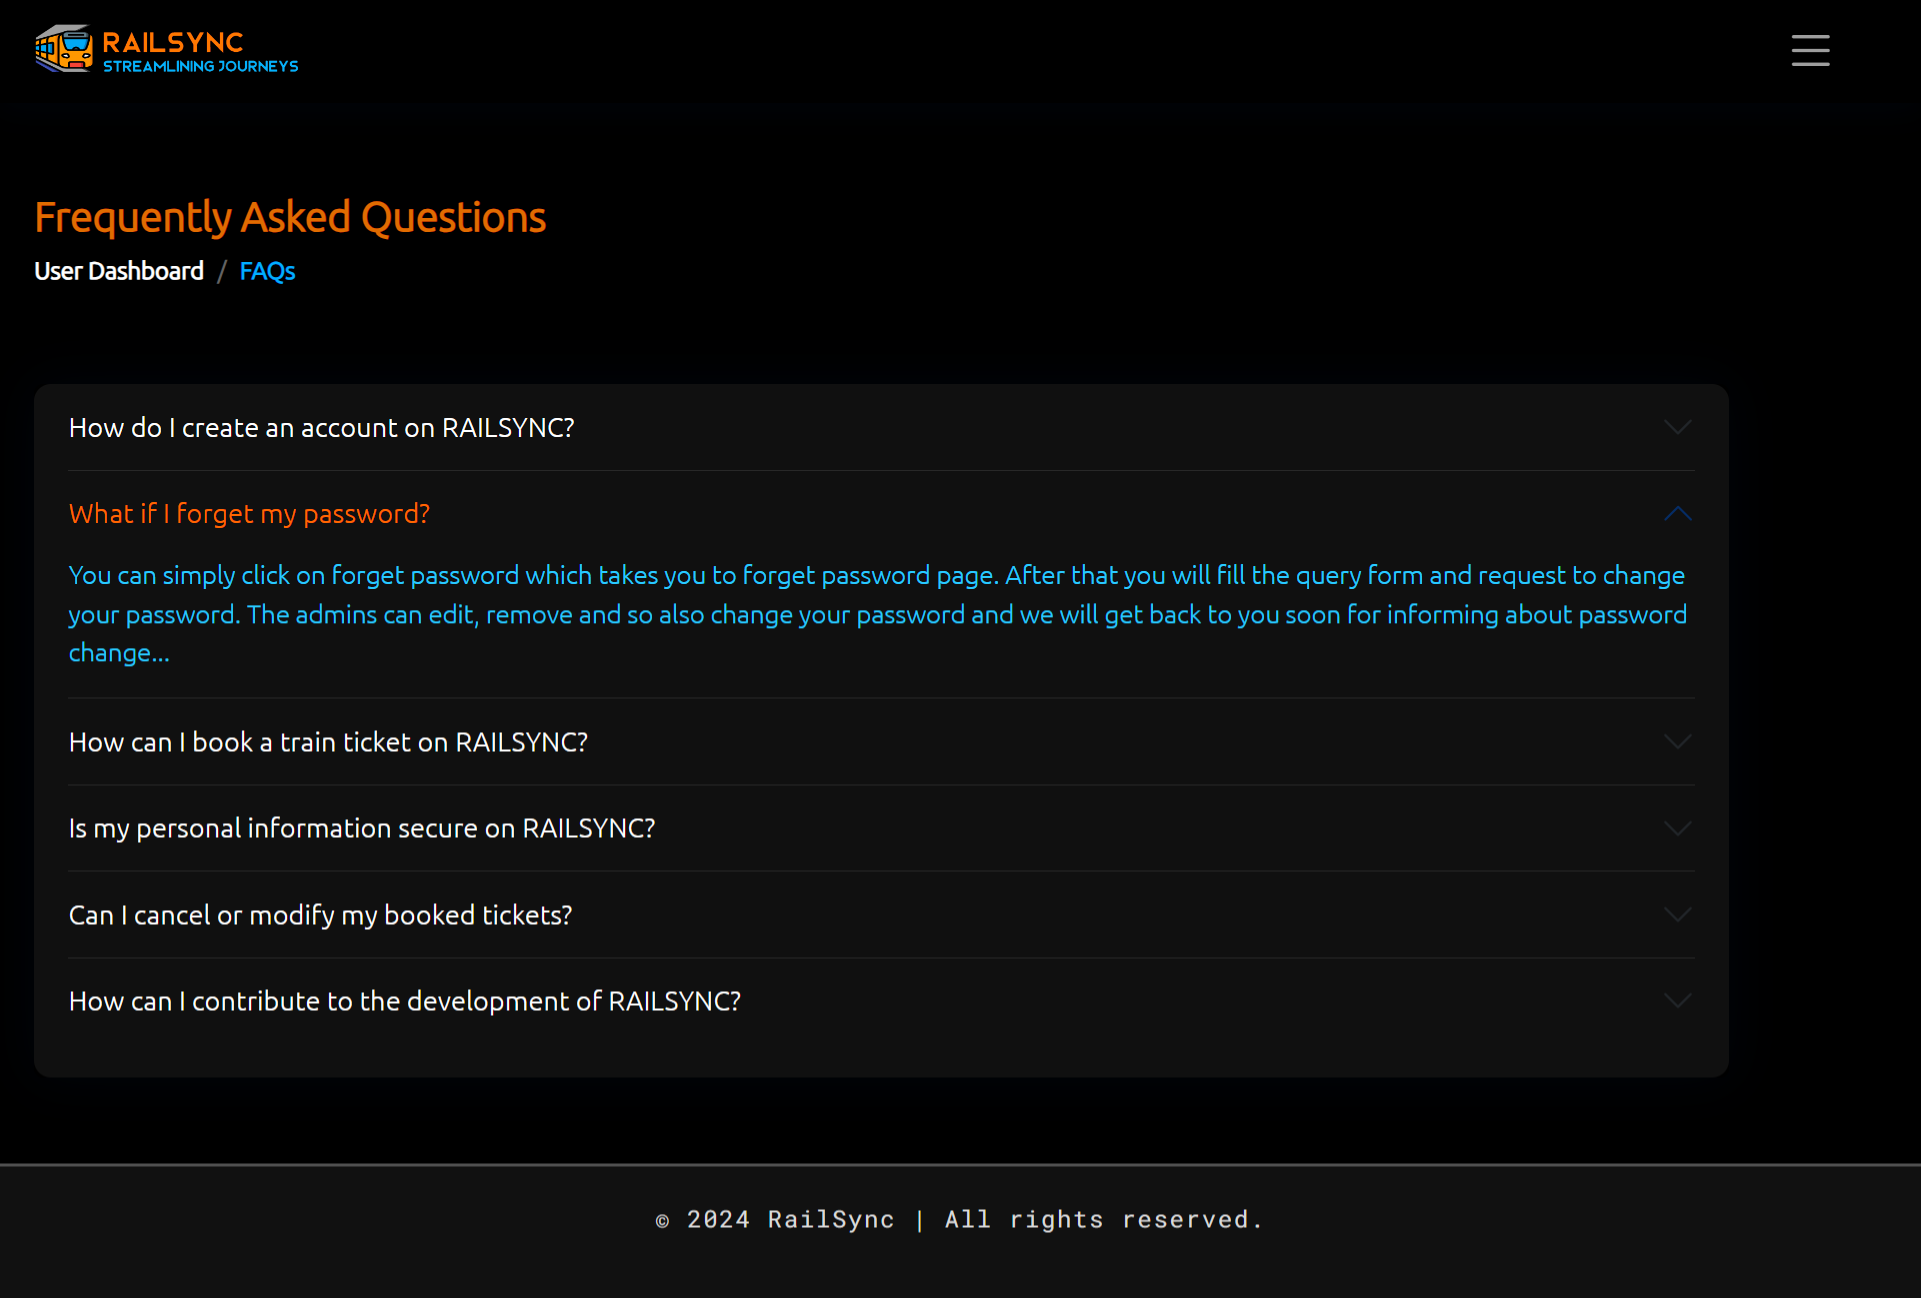 RAILSYNC
STREAMLINING JOURNEYS
Frequently Asked Questions
User Dashboard / FAQs
How do I create an account on RAILSYNC?
What if I forget my password?
You can simply click on forget password which takes you to forget password page. After that you will fill the query form and request to change
your password. The admins can edit, remove and so also change your password and we will get back to you soon for informing about password
change...
How can I book a train ticket on RAILSYNC?
Is my personal information secure on RAILSYNC?
Can I cancel or modify my booked tickets?
How can I contribute to the development of RAILSYNC?
© 2024 RailSync | All rights reserved.